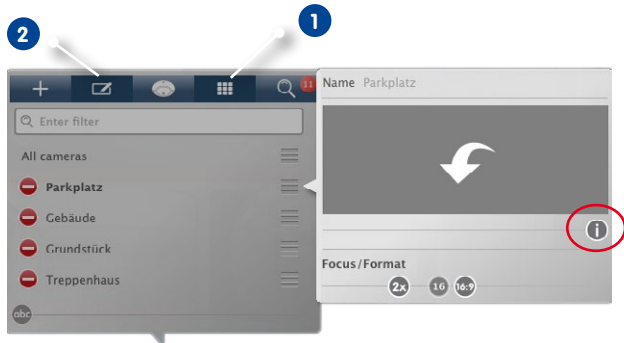 2
1
11
Enter filter
All cameras
Parkplatz
Gebäude
Grundstück
Treppenhaus
abc
Name Parkplatz
i
Focus/Format
2x 16 16:9